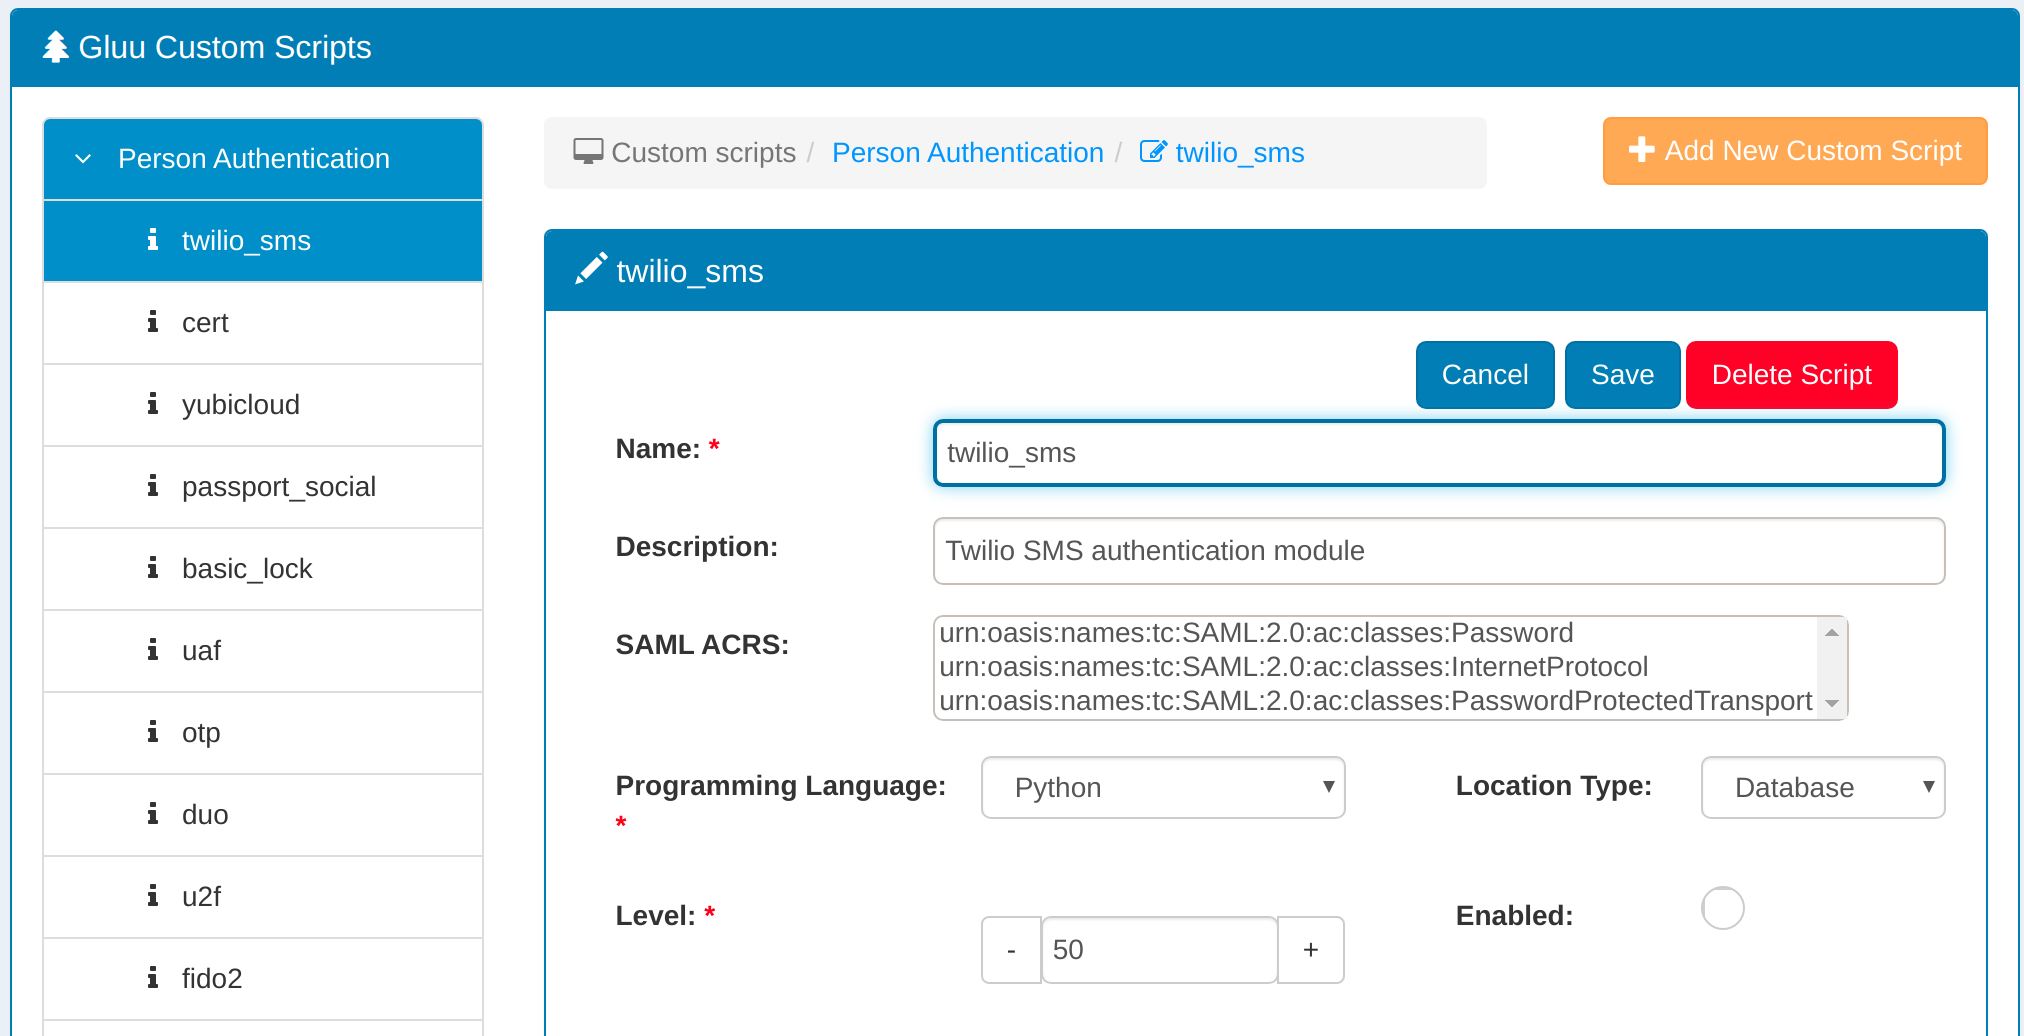 Gluu Custom Scripts
Person Authentication
twilio_sms
cert
yubicloud
passport_social
basic_lock
uaf
otp
duo
u2f
fido2
Custom scripts / Person Authentication / twilio_sms
Add New Custom Script
twilio_sms
Cancel Save Delete Script
Name: * twilio_sms
Description: Twilio SMS authentication module
SAML ACRS:
urn:oasis:names:tc:SAML:2.0:ac:classes:Password
urn:oasis:names:tc:SAML:2.0:ac:classes:InternetProtocol
urn:oasis:names:tc:SAML:2.0:ac:classes:PasswordProtectedTransport
Programming Language: * Python
Location Type: Database
Level: * - 50 +
Enabled: